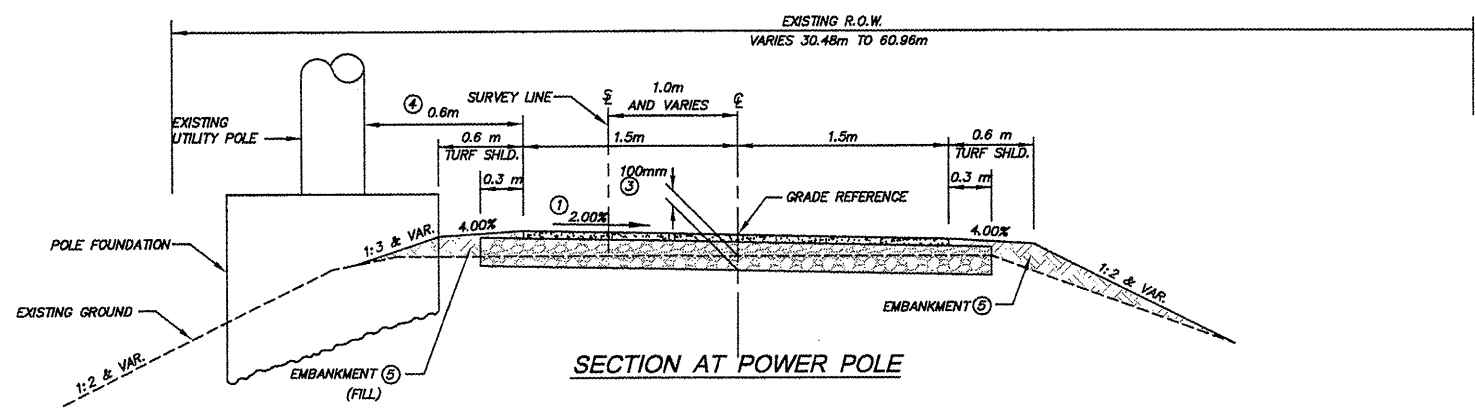 EXISTING R.O.W.
VARIES 30.48m TO 60.96m
SURVEY LINE
1.0m
AND VARIES
④ 0.6m
EXISTING
UTILITY POLE
0.6 m
TURF SHLD.
1.5m
1.5m
0.6 m
TURF SHLD.
0.3 m
100mm
③
0.3 m
GRADE REFERENCE
①
2.00%
4.00%
4.00%
POLE FOUNDATION
1:3 & VAR.
1:2 & VAR.
EXISTING GROUND
EMBANKMENT ⑤
1:2 & VAR.
EMBANKMENT ⑤
(FILL)
SECTION AT POWER POLE